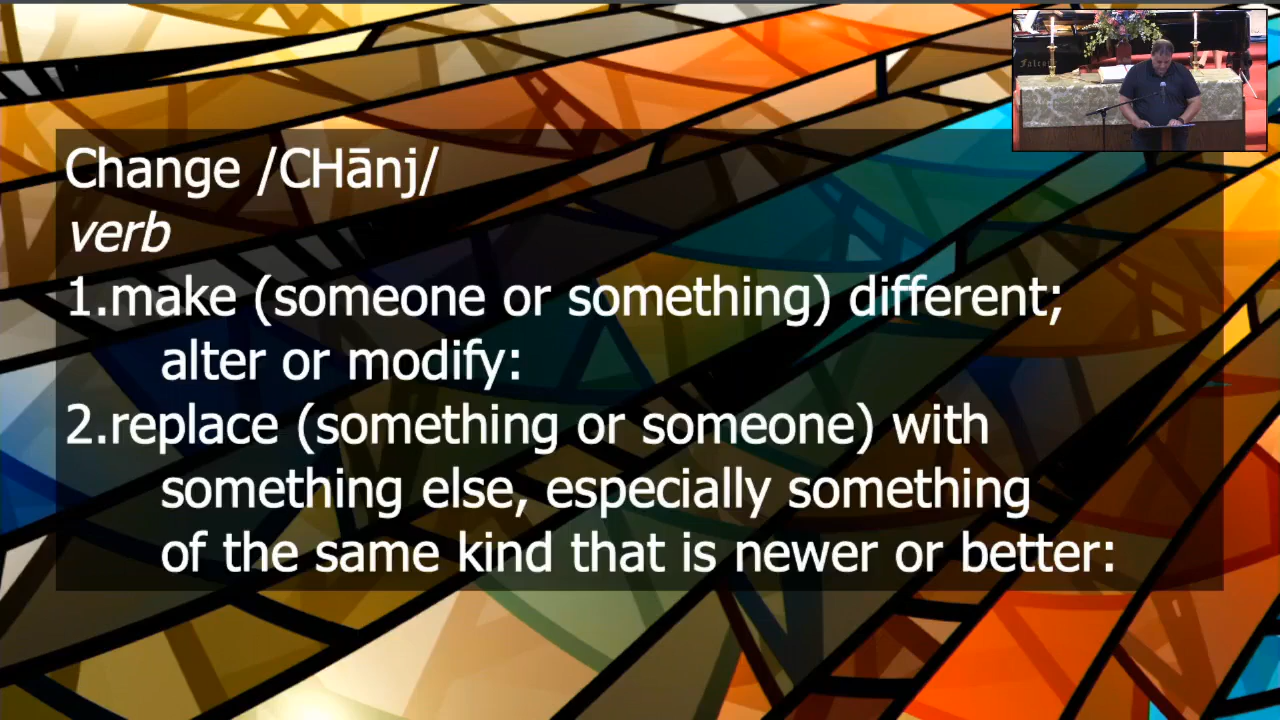 Change /CHānj/
verb
1.make (someone or something) different;
alter or modify:
2.replace (something or someone) with
something else, especially something
of the same kind that is newer or better: